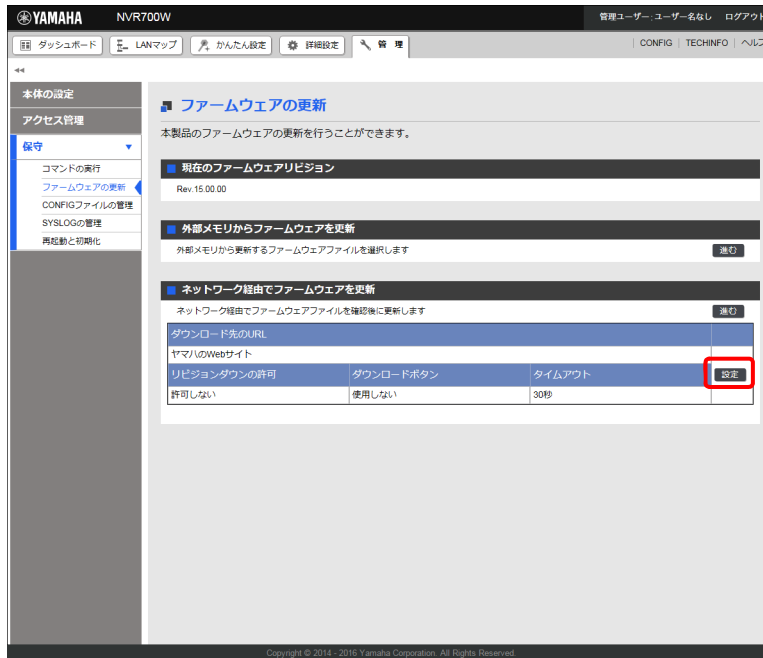 YAMAHA NVR700W 管理ユーザー:ユーザー名なし ログアウト
ダッシュボード LANマップ かんたん設定 詳細設定 管理 CONFIG | TECHINFO | ヘル
本体の設定
アクセス管理
保守
コマンドの実行
ファームウェアの更新
CONFIGファイルの管理
SYSLOGの管理
再起動と初期化
ファームウェアの更新
本製品のファームウェアの更新を行うことができます。
現在のファームウェアリビジョン
Rev.15.00.00
外部メモリからファームウェアを更新
外部メモリから更新するファームウェアファイルを選択します 進む
ネットワーク経由でファームウェアを更新
ネットワーク経由でファームウェアファイルを確認後に更新します 進む
ダウンロード先のURL
ヤマハのWebサイト
リビジョンダウンの許可 ダウンロードボタン タイムアウト 設定
許可しない 使用しない 30秒
Copyright © 2014 - 2016 Yamaha Corporation. All Rights Reserved.